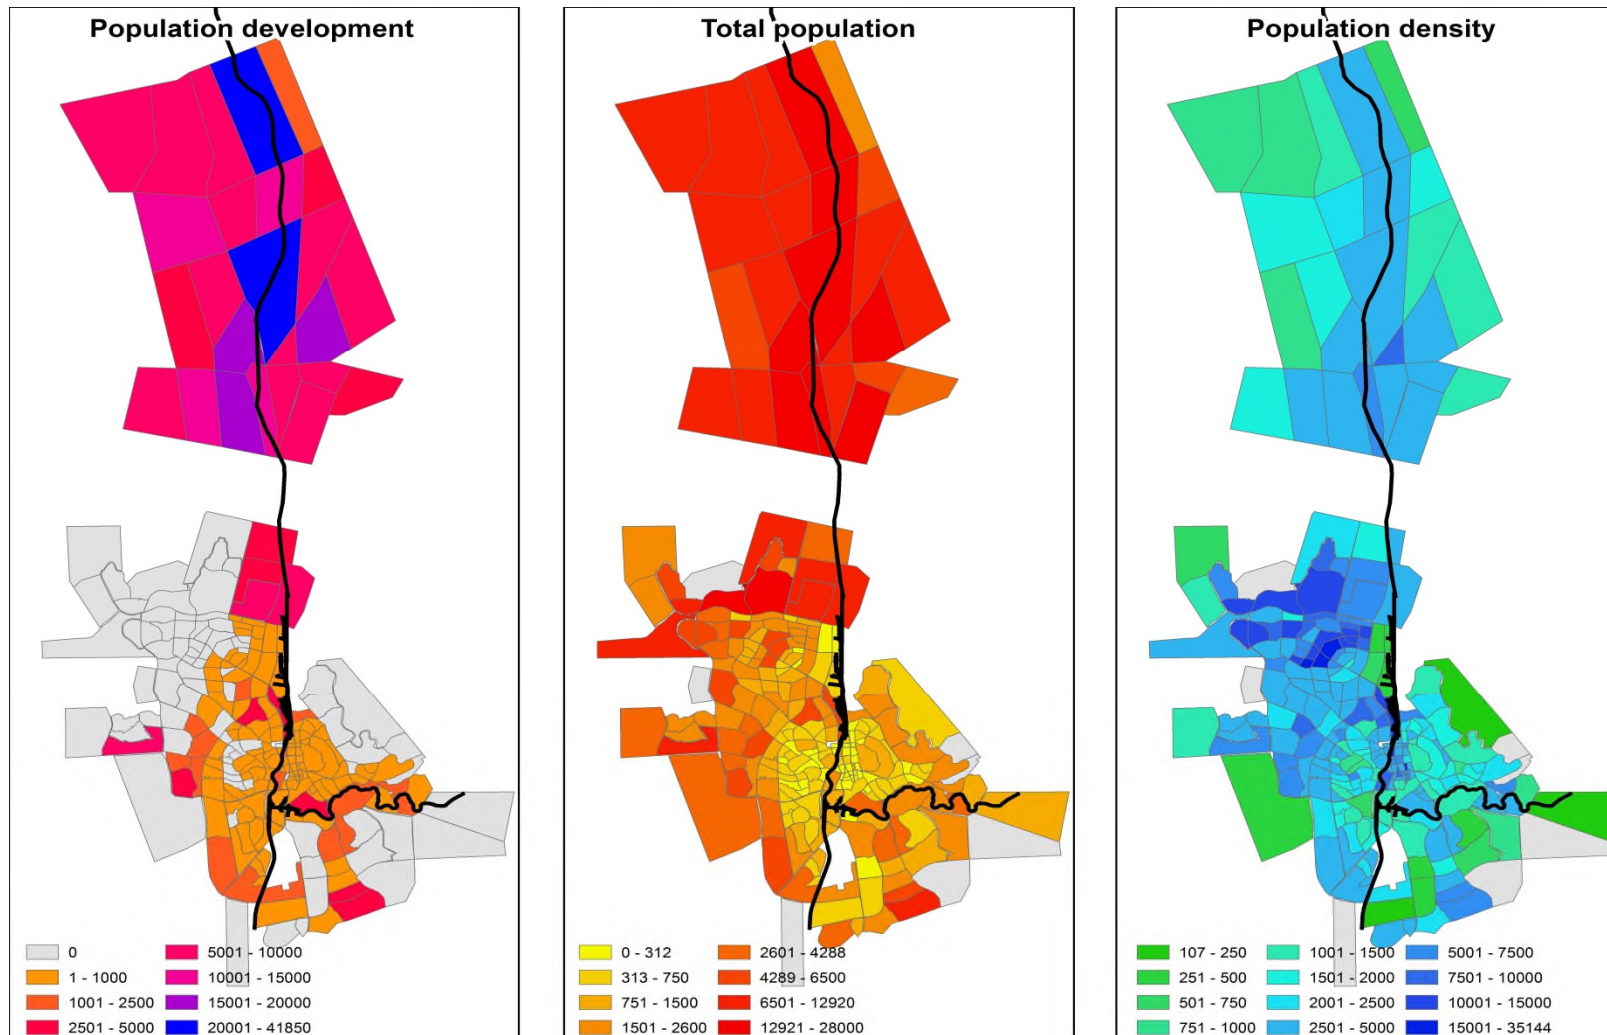 Population development
0
1 - 1000
1001 - 2500
2501 - 5000
5001 - 10000
10001 - 15000
15001 - 20000
20001 - 41850
Total population
0 - 312
313 - 750
751 - 1500
1501 - 2600
2601 - 4288
4289 - 6500
6501 - 12920
12921 - 28000
Population density
107 - 250
251 - 500
501 - 750
751 - 1000
1001 - 1500
1501 - 2000
2001 - 2500
2501 - 5000
5001 - 7500
7501 - 10000
10001 - 15000
15001 - 35144